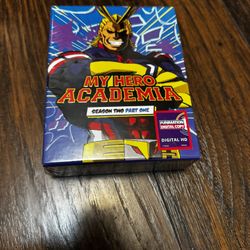 MY HERO
ACADEMIA
SEASON TWO PART ONE
FUNIMATION
DIGITAL COPY
DIGITAL HD